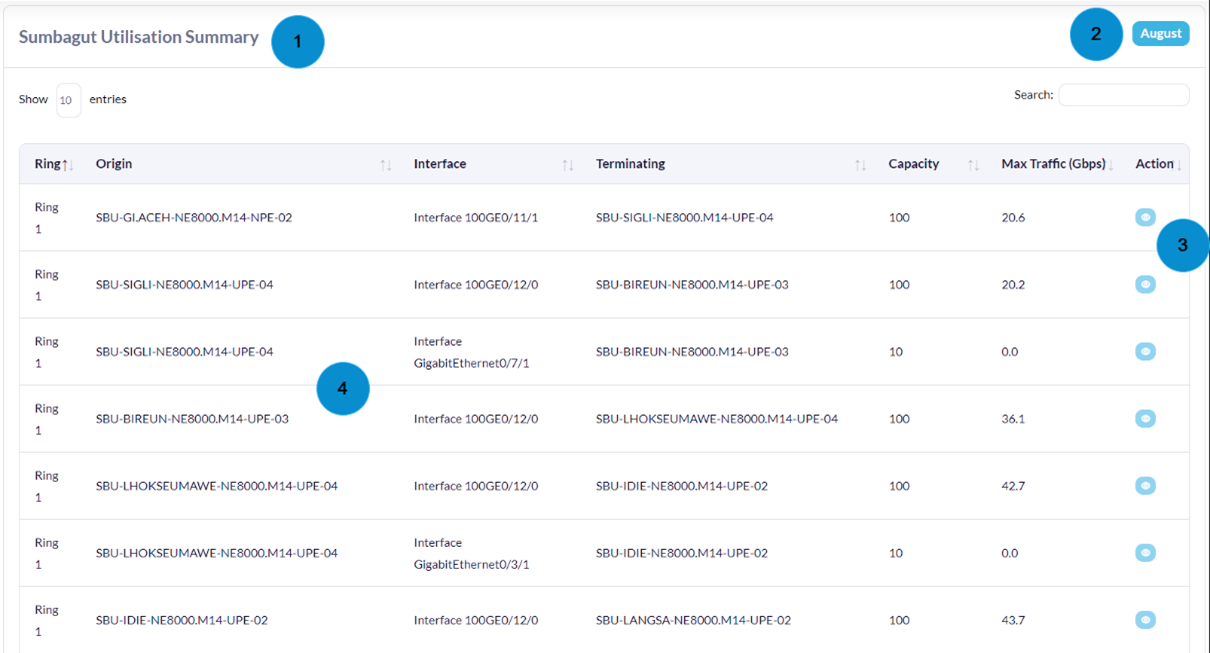 Sumbagut Utilisation Summary 1 2 August
Show 10 entries Search:
Ring Origin Interface Terminating Capacity Max Traffic (Gbps) Action
Ring 1 SBU-GI.ACEH-NE8000.M14-NPE-02 Interface 100GE0/11/1 SBU-SIGLI-NE8000.M14-UPE-04 100 20.6
3
Ring 1 SBU-SIGLI-NE8000.M14-UPE-04 Interface 100GE0/12/0 SBU-BIREUN-NE8000.M14-UPE-03 100 20.2
Ring 1 SBU-SIGLI-NE8000.M14-UPE-04 Interface GigabitEthernet0/7/1 SBU-BIREUN-NE8000.M14-UPE-03 10 0.0
4
Ring 1 SBU-BIREUN-NE8000.M14-UPE-03 Interface 100GE0/12/0 SBU-LHOKSEUMAWE-NE8000.M14-UPE-04 100 36.1
Ring 1 SBU-LHOKSEUMAWE-NE8000.M14-UPE-04 Interface 100GE0/12/0 SBU-IDIE-NE8000.M14-UPE-02 100 42.7
Ring 1 SBU-LHOKSEUMAWE-NE8000.M14-UPE-04 Interface GigabitEthernet0/3/1 SBU-IDIE-NE8000.M14-UPE-02 10 0.0
Ring 1 SBU-IDIE-NE8000.M14-UPE-02 Interface 100GE0/12/0 SBU-LANGSA-NE8000.M14-UPE-02 100 43.7